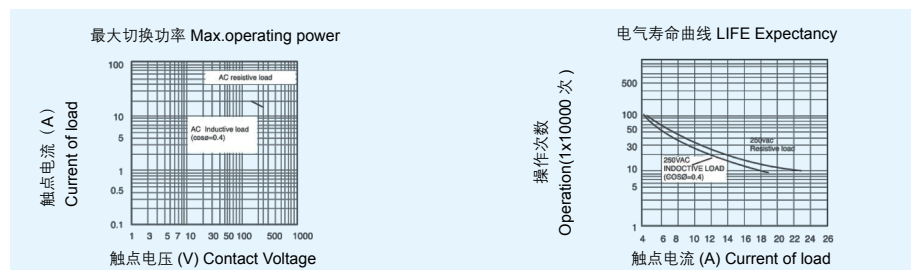 最大切换功率 Max.operating power
触点电流（A）
Current of load
100
10
5
1
0.5
0.1
AC resistive load
AC Inductive load
(cosø=0.4)
1 3 5 7 10 30 50 100 500 1000
触点电压 (V) Contact Voltage
电气寿命曲线 LIFE Expectancy
操作次数
Operation(1x10000 次 )
500
100
50
30
10
5
1
250vac
Resistive load
250VAC
INDOCTIVE LOAD
(COSØ=0.4)
4 6 8 10 12 14 16 18 20 22 24 26
触点电流 (A) Current of load